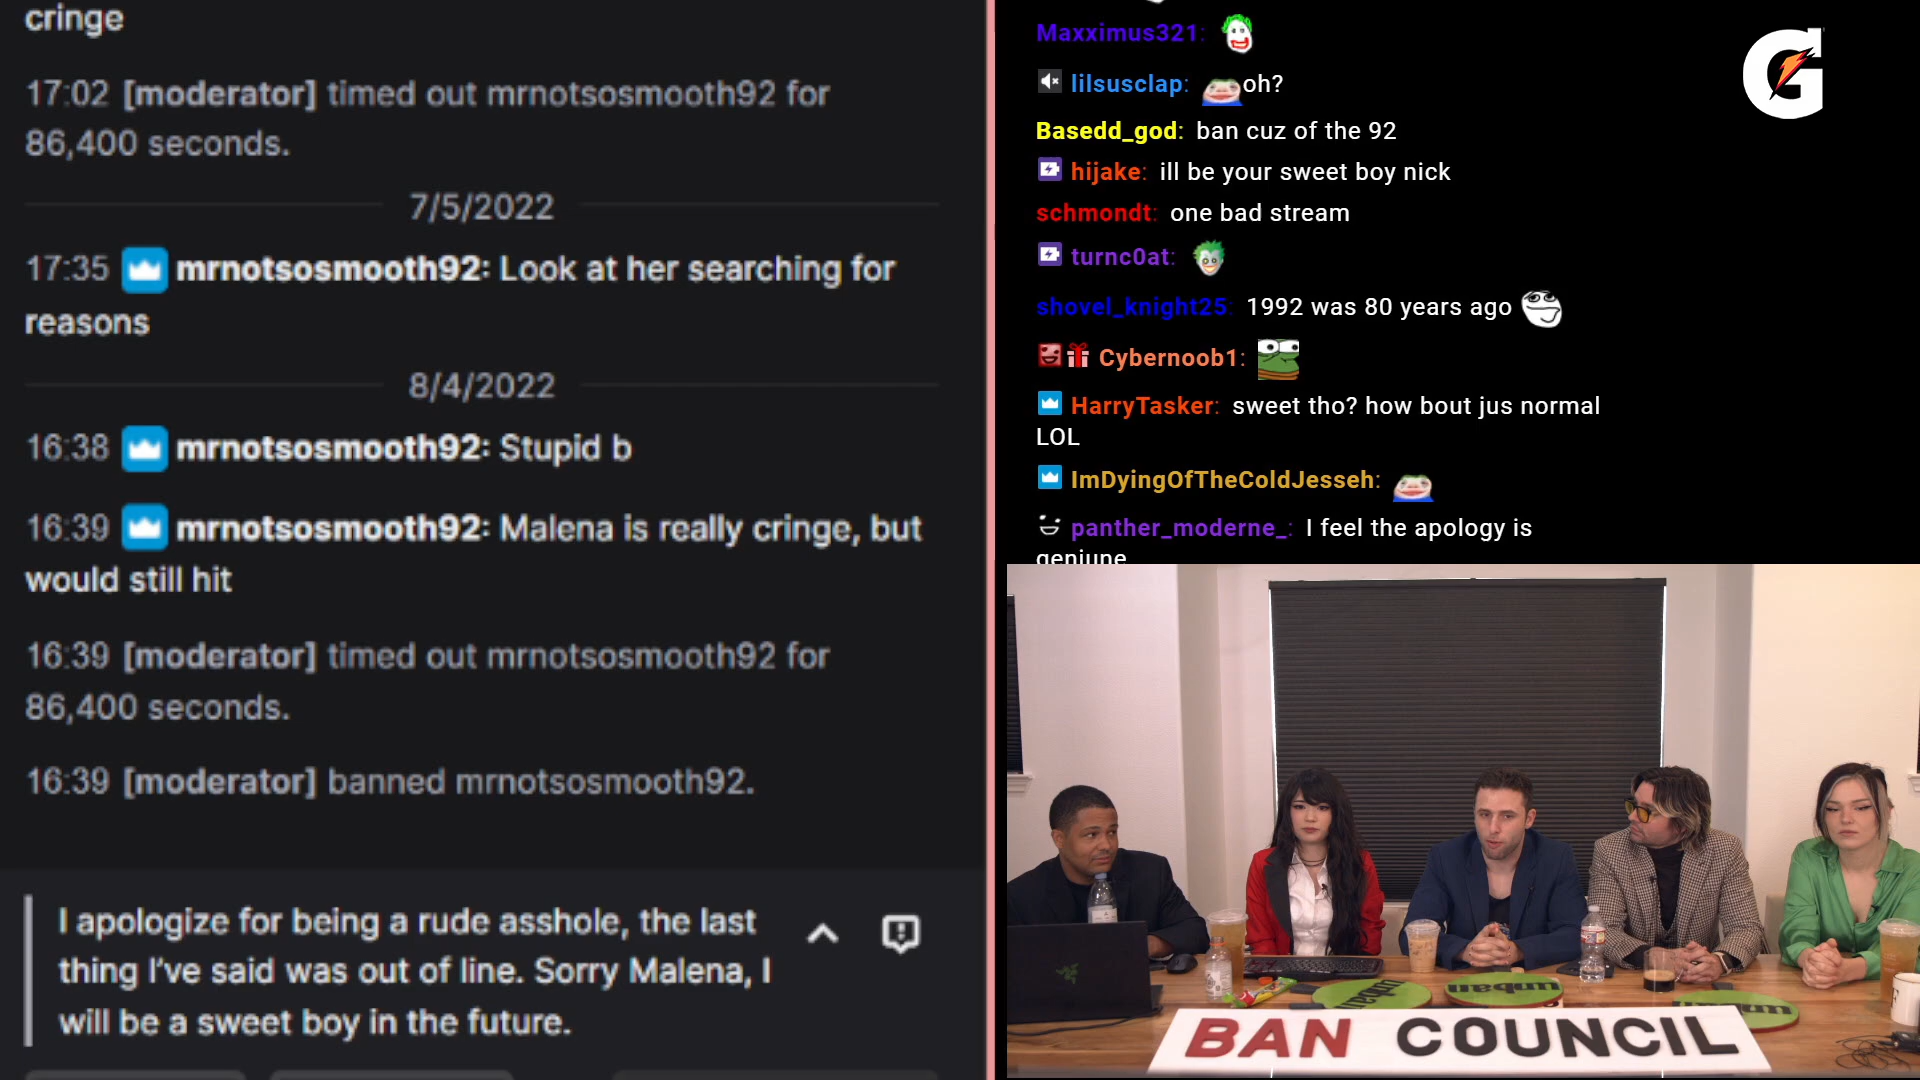 cringe
17:02 [moderator] timed out mrnotsosmooth92 for
86,400 seconds.
7/5/2022
17:35 mrnotsosmooth92: Look at her searching for
reasons
8/4/2022
16:38 mrnotsosmooth92: Stupid b
16:39 mrnotsosmooth92: Malena is really cringe, but
would still hit
16:39 [moderator] timed out mrnotsosmooth92 for
86,400 seconds.
16:39 [moderator] banned mrnotsosmooth92.
I apologize for being a rude asshole, the last
thing I've said was out of line. Sorry Malena, I
will be a sweet boy in the future.
Maxximus321:
lilsusclap: oh?
Basedd_god: ban cuz of the 92
hijake: ill be your sweet boy nick
schmondt: one bad stream
turnc0at:
shovel_knight25: 1992 was 80 years ago
Cybernoob1:
HarryTasker: sweet tho? how bout jus normal
LOL
ImDyingOfTheColdJesseh:
panther_moderne_: I feel the apology is
geniune
G
unban
unban
unban
BAN COUNCIL